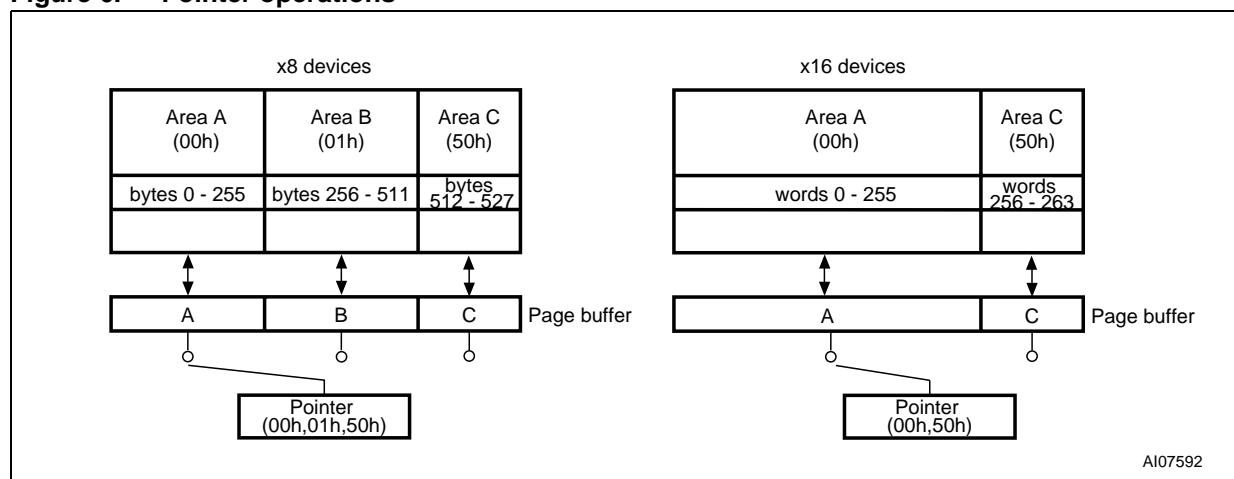 x8 devices
Area A
(00h)
Area B
(01h)
Area C
(50h)
bytes 0 - 255
bytes 256 - 511
bytes
512 - 527
A
B
C
Page buffer
Pointer
(00h,01h,50h)
x16 devices
Area A
(00h)
Area C
(50h)
words 0 - 255
words
256 - 263
A
C
Page buffer
Pointer
(00h,50h)
AI07592